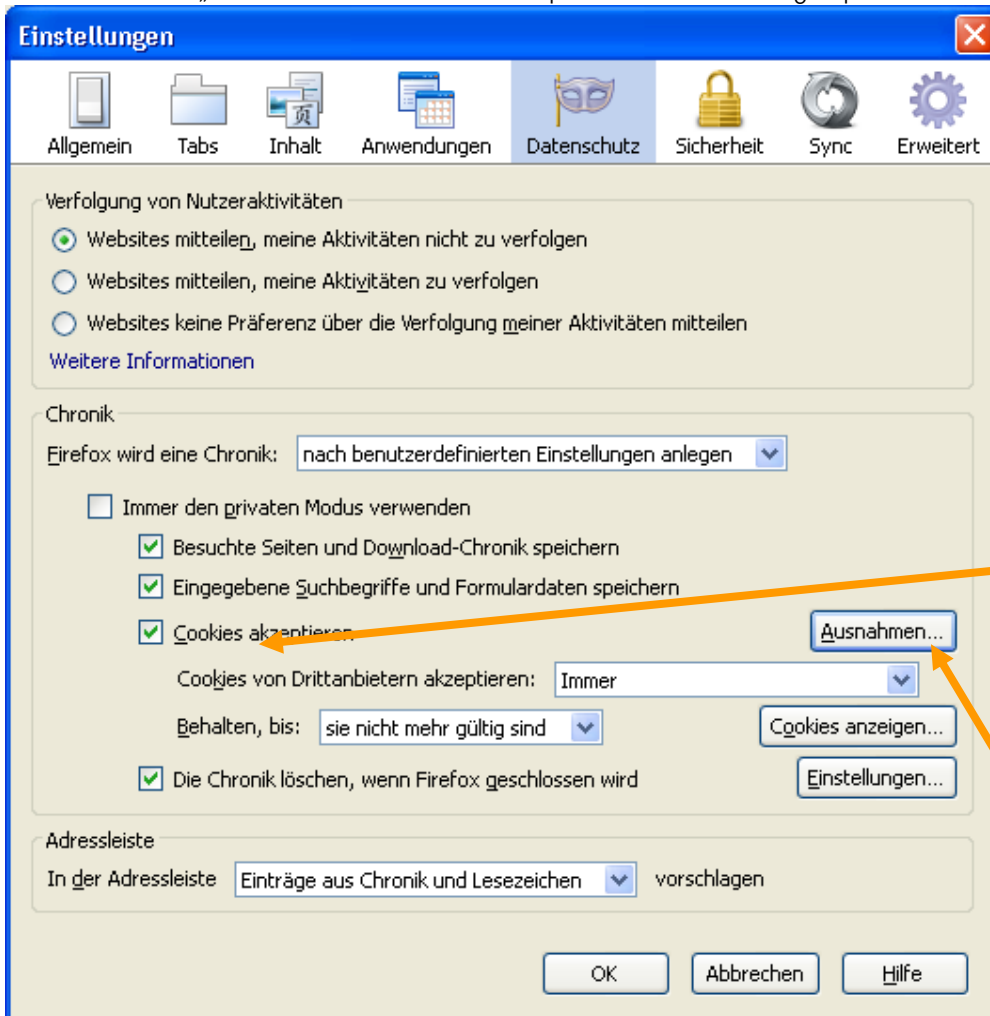 Einstellungen
Allgemein Tabs Inhalt Anwendungen Datenschutz Sicherheit Sync Erweitert
Verfolgung von Nutzeraktivitäten
Websites mitteilen, meine Aktivitäten nicht zu verfolgen
Websites mitteilen, meine Aktivitäten zu verfolgen
Websites keine Präferenz über die Verfolgung meiner Aktivitäten mitteilen
Weitere Informationen
Chronik
Firefox wird eine Chronik: nach benutzerdefinierten Einstellungen anlegen
Immer den privaten Modus verwenden
Besuchte Seiten und Download-Chronik speichern
Eingegebene Suchbegriffe und Formulardaten speichern
Cookies akzeptieren Ausnahmen...
Cookies von Drittanbietern akzeptieren: Immer
Behalten, bis: sie nicht mehr gültig sind Cookies anzeigen...
Die Chronik löschen, wenn Firefox geschlossen wird Einstellungen...
Adressleiste
In der Adressleiste Einträge aus Chronik und Lesezeichen vorschlagen
OK Abbrechen Hilfe